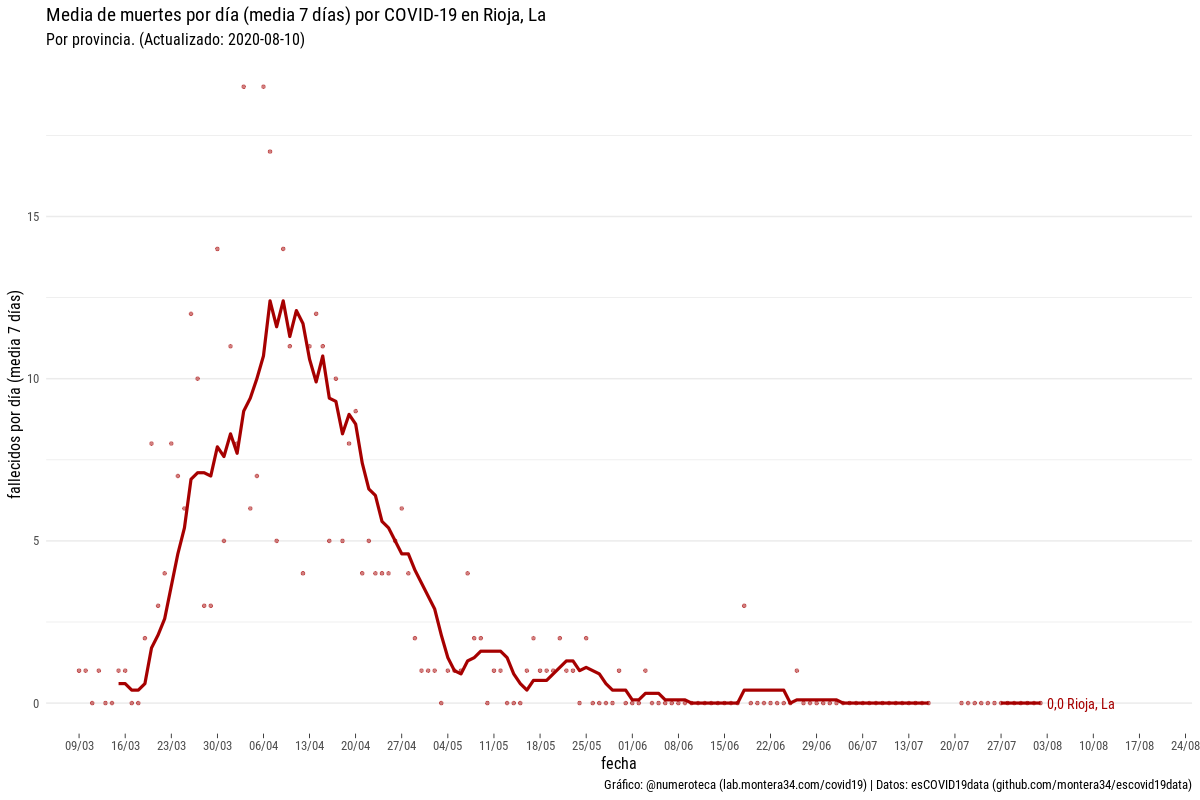 Media de muertes por día (media 7 días) por COVID-19 en Rioja, La
Por provincia. (Actualizado: 2020-08-10)
fallecidos por día (media 7 días)
15
10
5
0
0,0 Rioja, La
09/03 16/03 23/03 30/03 06/04 13/04 20/04 27/04 04/05 11/05 18/05 25/05 01/06 08/06 15/06 22/06 29/06 06/07 13/07 20/07 27/07 03/08 10/08 17/08 24/08
fecha
Gráfico: @numeroteca (lab.montera34.com/covid19) | Datos: esCOVID19data (github.com/montera34/escovid19data)